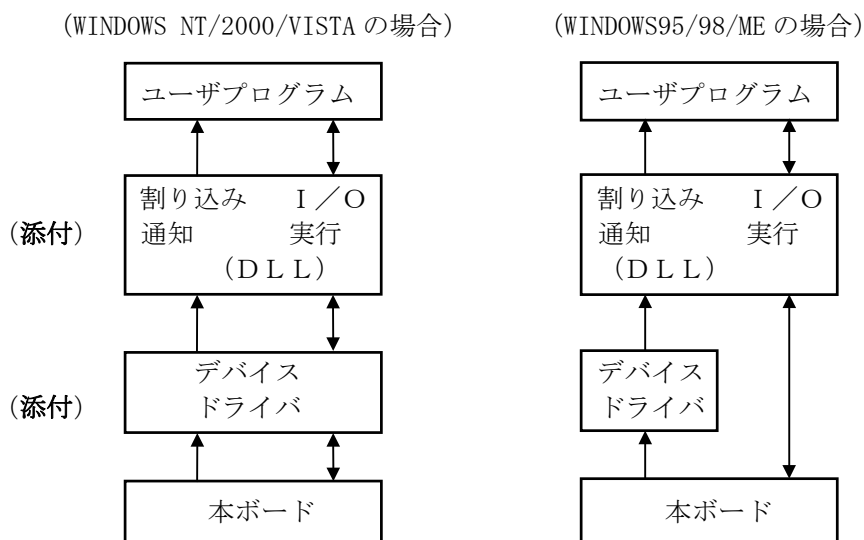 (WINDOWS NT/2000/VISTA の場合)
(WINDOWS95/98/ME の場合)
ユーザプログラム
ユーザプログラム
(添付)
割り込み Ｉ／Ｏ
通知 実行
(ＤＬＬ)
割り込み Ｉ／Ｏ
通知 実行
(ＤＬＬ)
(添付)
デバイス
ドライバ
デバイス
ドライバ
本ボード
本ボード